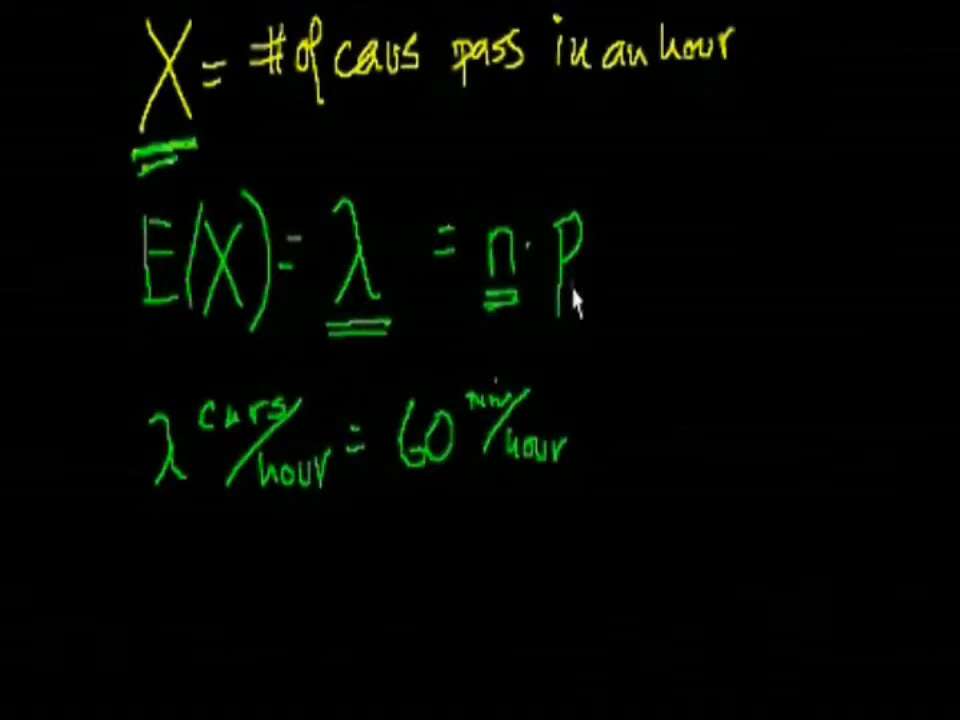 X = # of cars pass in an hour
E(X) = λ = n · p
λ cars/hour = 60 min/hour